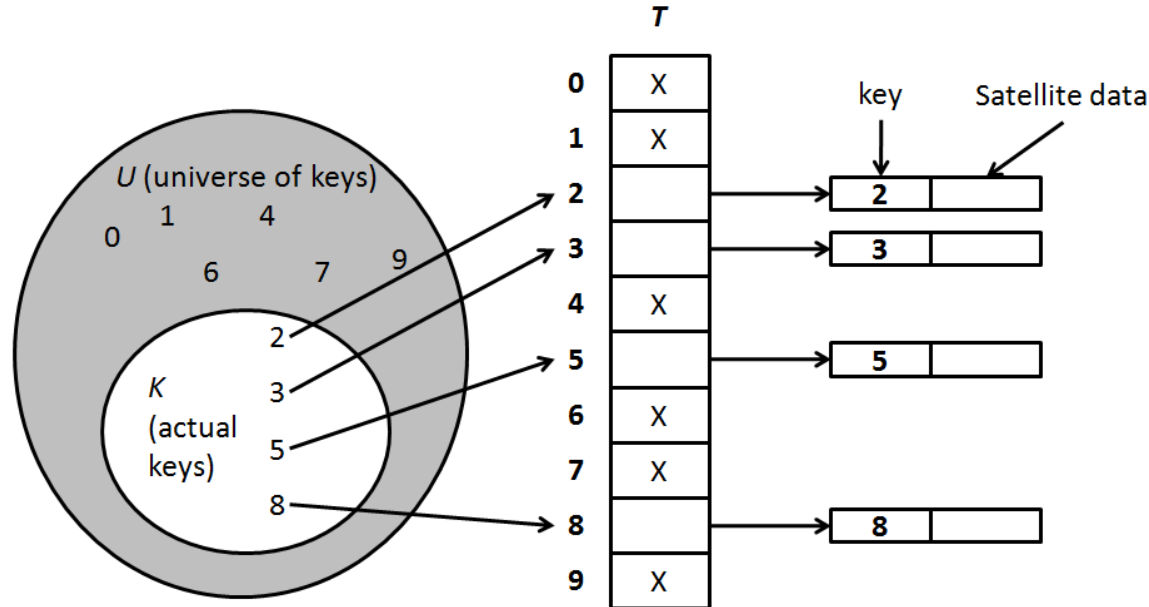 T
U (universe of keys)
0 1 4
6 7 9
K
(actual
keys)
2
3
5
8
0 X
1 X
2
3
4 X
5
6 X
7 X
8
9 X
key Satellite data
2
3
5
8